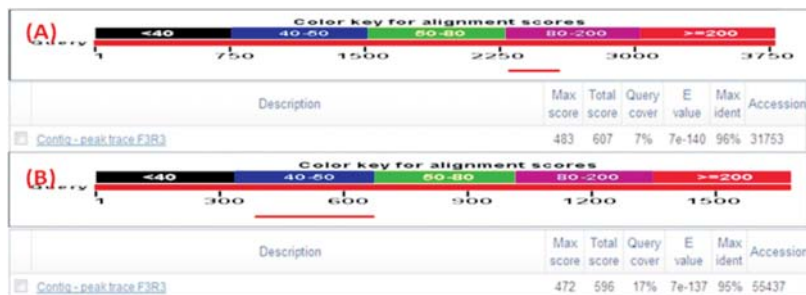 (A)
Color key for alignment scores
<40 40-50 50-80 80-200 >=200
Query
1 750 1500 2250 3000 3750
Description Max score Total score Query cover E value Max ident Accession
Contig - peak trace F3R3 483 607 7% 7e-140 96% 31753
(B)
Color key for alignment scores
<40 40-50 50-80 80-200 >=200
Query
1 300 600 900 1200 1500
Description Max score Total score Query cover E value Max ident Accession
Contig - peak trace F3R3 472 596 17% 7e-137 95% 55437